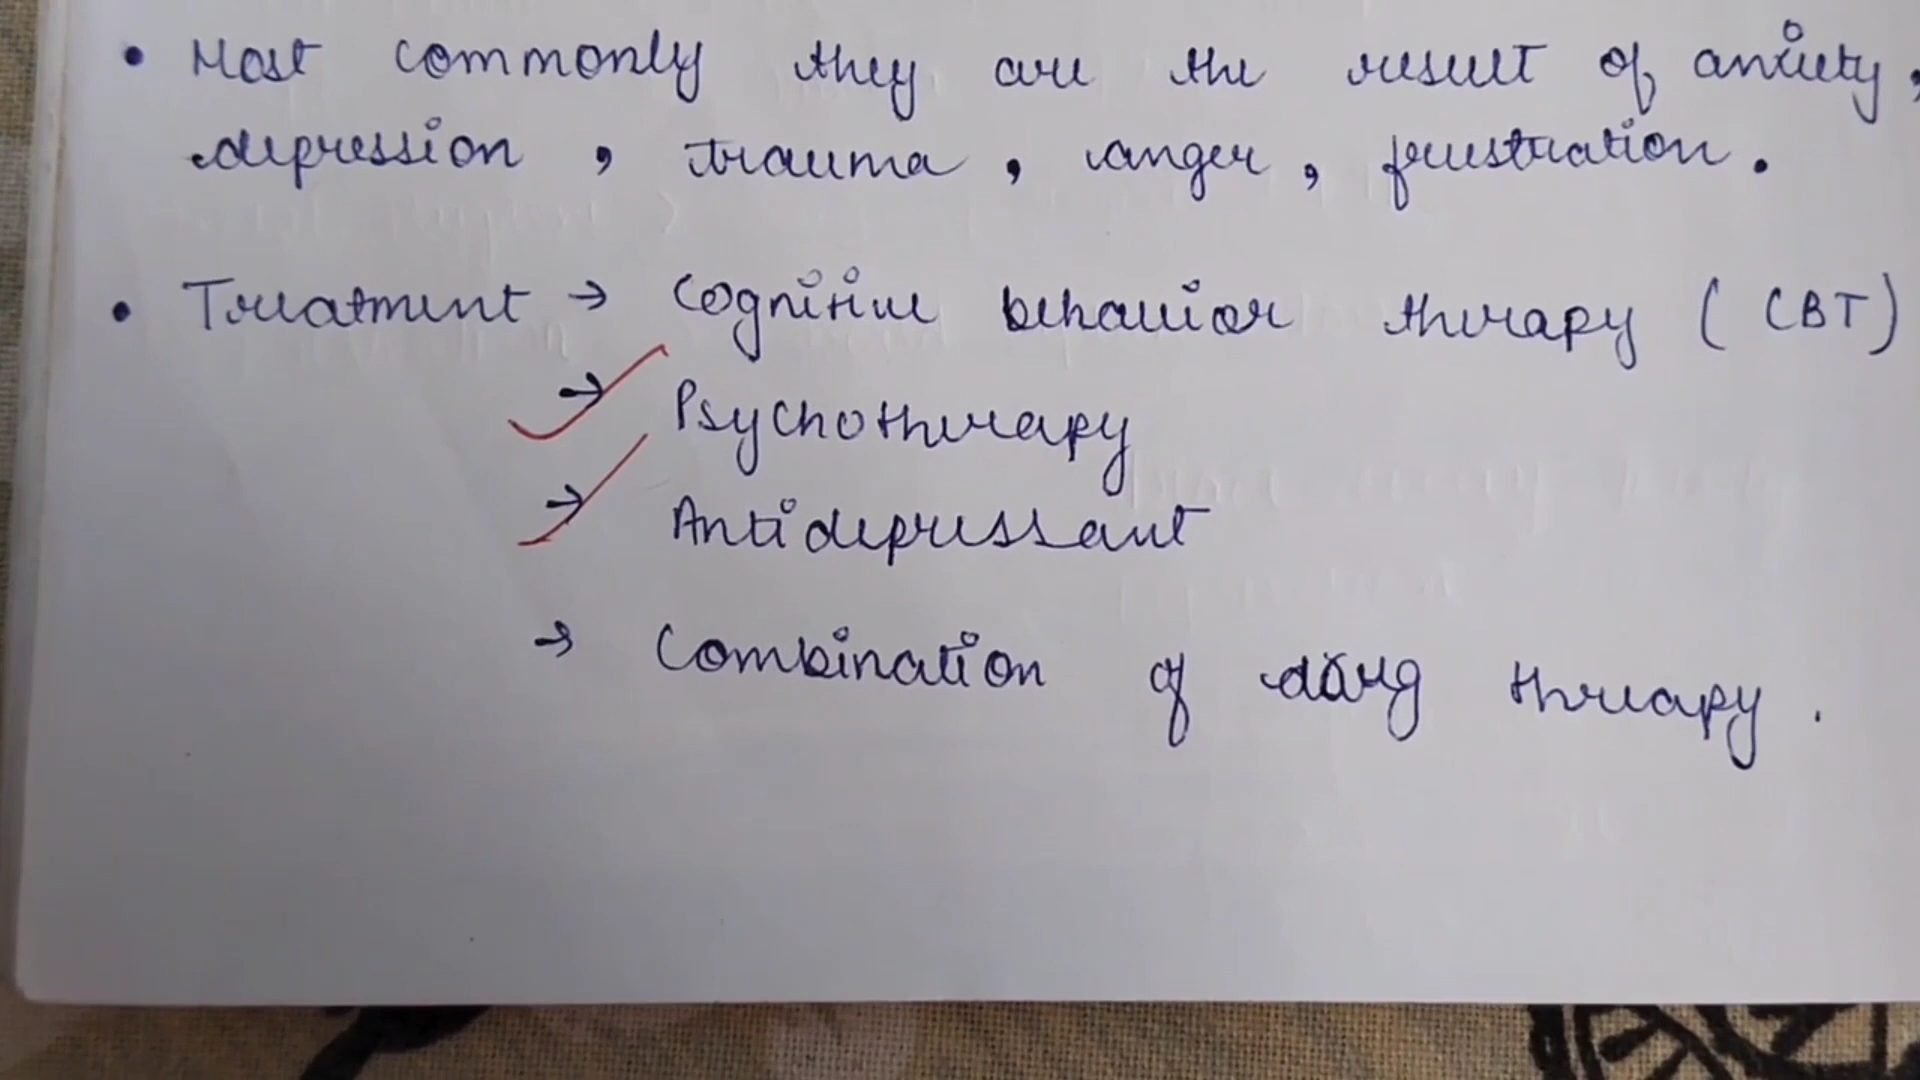 • Most commonly they are the result of anxiety,
depression, trauma, anger, frustration.
• Treatment → Cognitive behavior therapy (CBT)
→ Psychotherapy
→ Antidepressant
→ Combination of drug therapy.